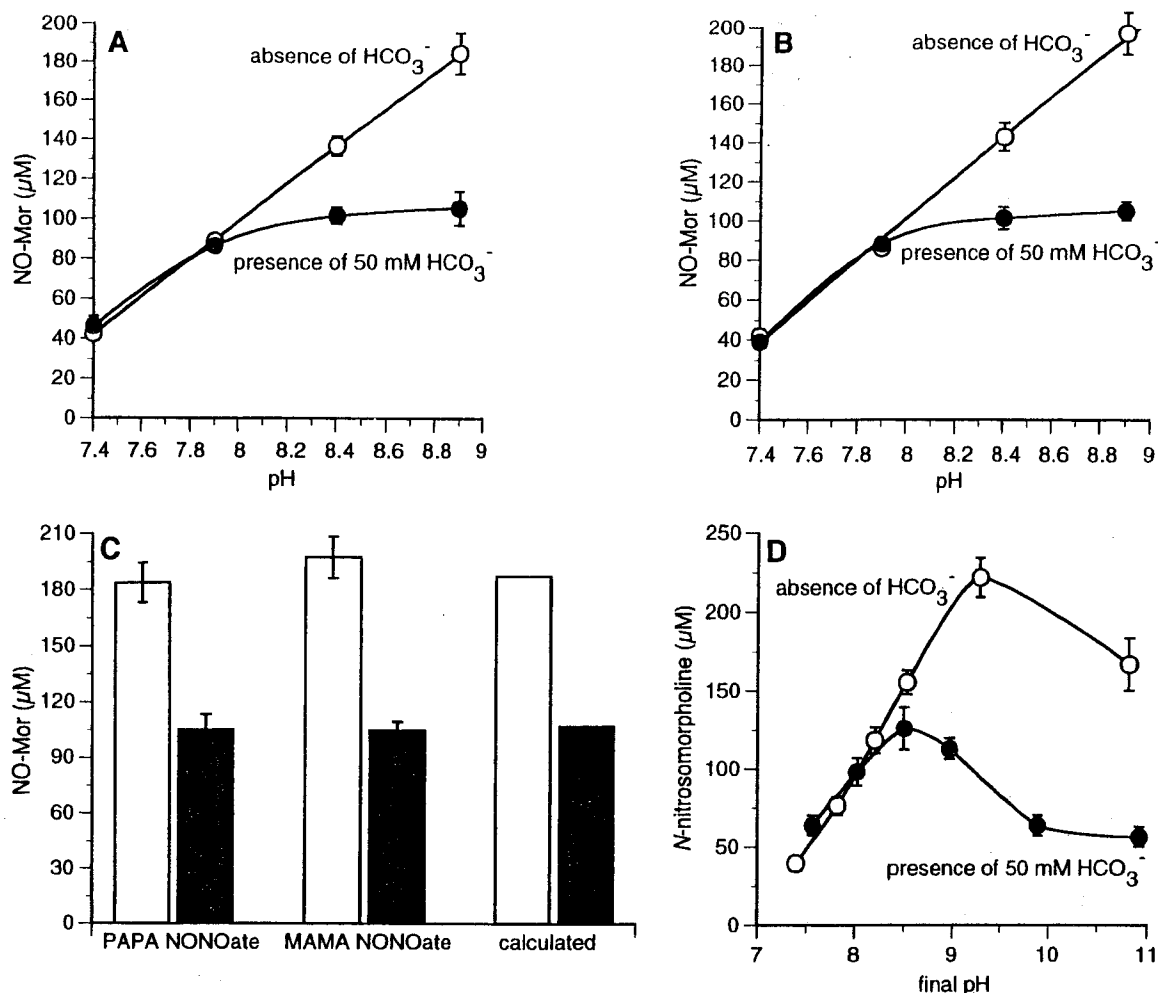 A
absence of HCO3-
presence of 50 mM HCO3-
NO-Mor (µM)
200
180
160
140
120
100
80
60
40
20
0
7.4 7.6 7.8 8 8.2 8.4 8.6 8.8 9
pH
B
absence of HCO3-
presence of 50 mM HCO3-
NO-Mor (µM)
200
180
160
140
120
100
80
60
40
20
0
7.4 7.6 7.8 8 8.2 8.4 8.6 8.8 9
pH
C
NO-Mor (µM)
210
180
150
120
90
60
30
0
PAPA NONOate MAMA NONOate calculated
D
absence of HCO3-
presence of 50 mM HCO3-
N-nitrosomorpholine (µM)
250
200
150
100
50
0
7 8 9 10 11
final pH